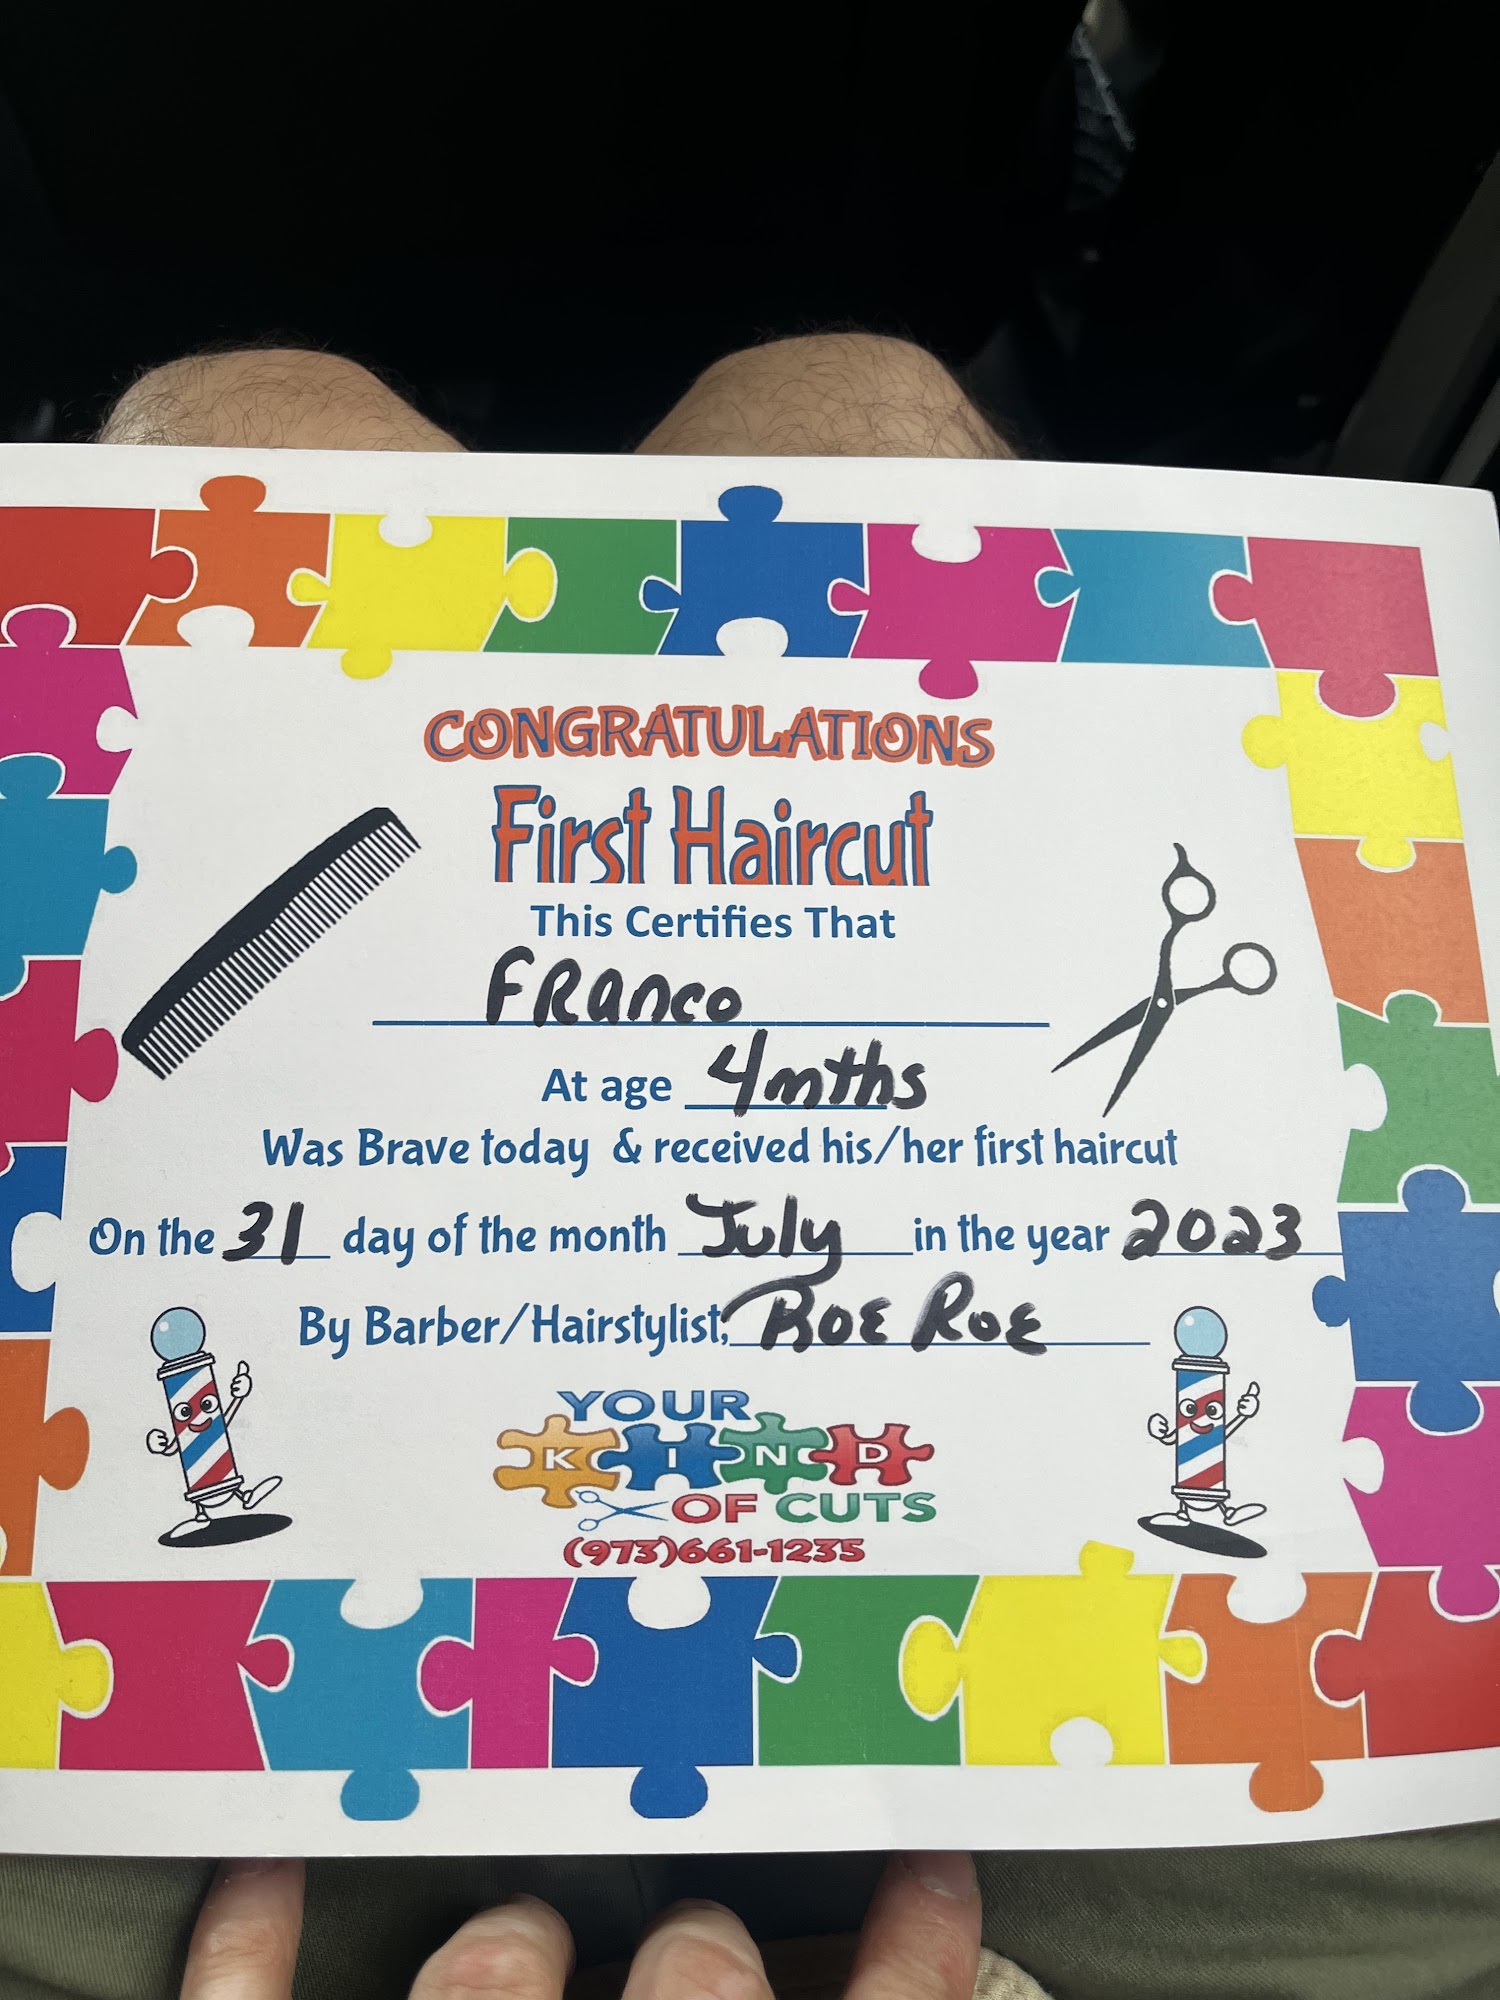 CONGRATULATIONS
First Haircut
This Certifies That
FRanco
At age 4mths
Was Brave today & received his/her first haircut
On the 31 day of the month July in the year 2023
By Barber/Hairstylist, Roe Roe
YOUR
KIND
OF CUTS
(973)661-1235